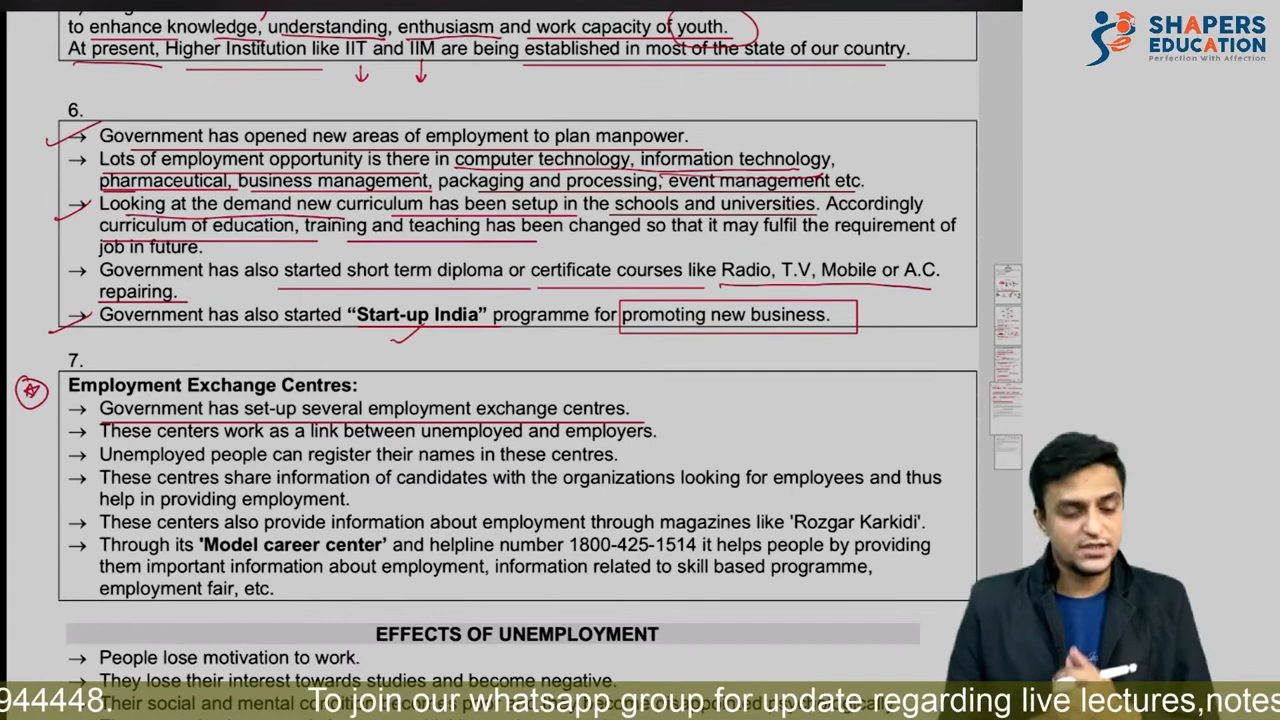 to enhance knowledge, understanding, enthusiasm and work capacity of youth.
At present, Higher Institution like IIT and IIM are being established in most of the state of our country.
SHAPERS
EDUCATION
Perfection With Affection
6.
→ Government has opened new areas of employment to plan manpower.
→ Lots of employment opportunity is there in computer technology, information technology,
pharmaceutical, business management, packaging and processing, event management etc.
→ Looking at the demand new curriculum has been setup in the schools and universities. Accordingly
curriculum of education, training and teaching has been changed so that it may fulfil the requirement of
job in future.
→ Government has also started short term diploma or certificate courses like Radio, T.V, Mobile or A.C.
repairing.
→ Government has also started “Start-up India” programme for promoting new business.
7.
Employment Exchange Centres:
→ Government has set-up several employment exchange centres.
→ These centers work as a link between unemployed and employers.
→ Unemployed people can register their names in these centres.
→ These centres share information of candidates with the organizations looking for employees and thus
help in providing employment.
→ These centers also provide information about employment through magazines like 'Rozgar Karkidi'.
→ Through its 'Model career center' and helpline number 1800-425-1514 it helps people by providing
them important information about employment, information related to skill based programme,
employment fair, etc.
EFFECTS OF UNEMPLOYMENT
→ People lose motivation to work.
→ They lose their interest towards studies and become negative.
Their social and mental
944448. To join our whatsapp group for update regarding live lectures,notes